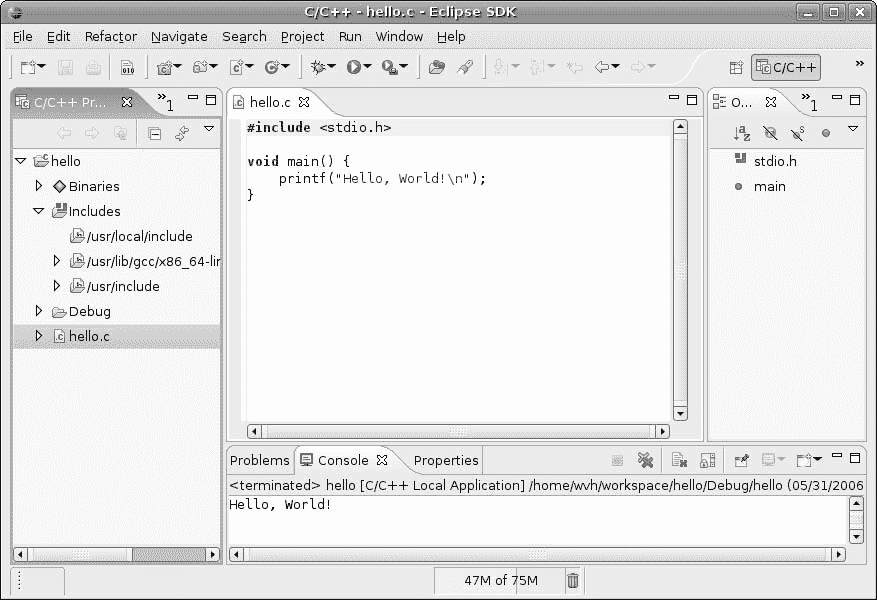 C/C++ - hello.c - Eclipse SDK
File Edit Refactor Navigate Search Project Run Window Help
010
C/C++
C/C++ Pr... »1
hello.c
O... »1
hello
Binaries
Includes
/usr/local/include
/usr/lib/gcc/x86_64-lir
/usr/include
Debug
hello.c
#include <stdio.h>
void main() {
    printf("Hello, World!\n");
}
stdio.h
main
Problems Console Properties
<terminated> hello [C/C++ Local Application] /home/wvh/workspace/hello/Debug/hello (05/31/2006
Hello, World!
47M of 75M